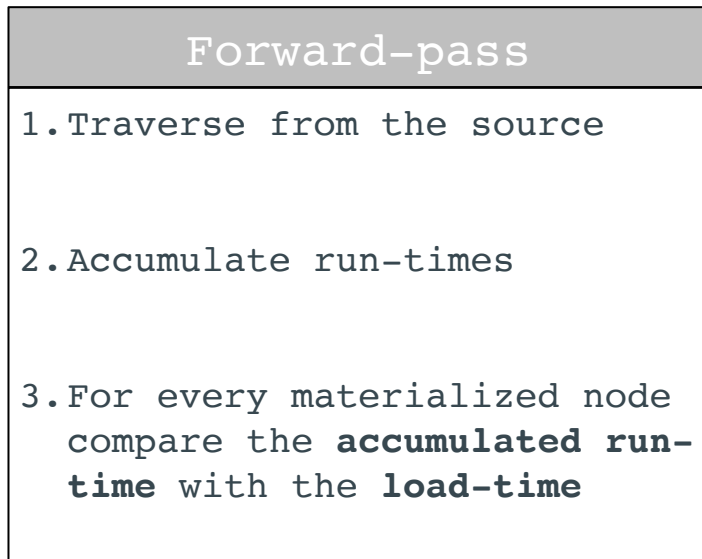 Forward-pass
1.Traverse from the source
2.Accumulate run-times
3.For every materialized node
compare the accumulated run-
time with the load-time